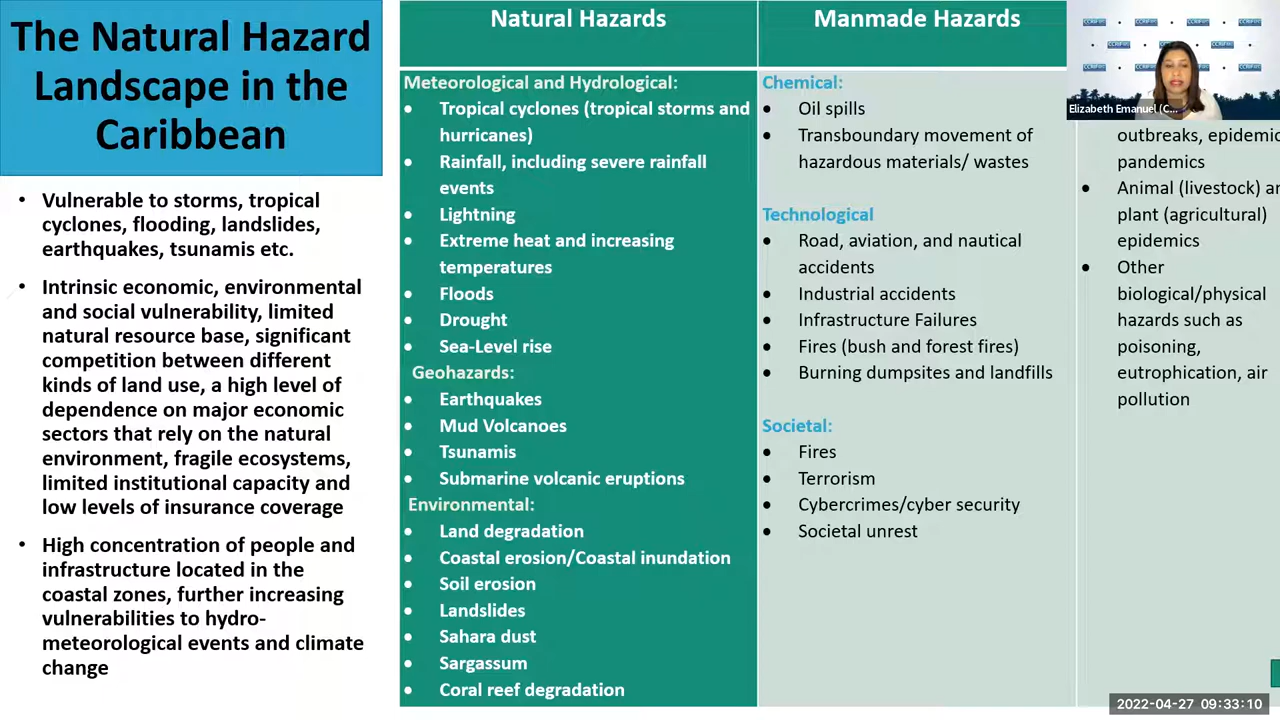 The Natural Hazard
Landscape in the
Caribbean
• Vulnerable to storms, tropical
cyclones, flooding, landslides,
earthquakes, tsunamis etc.
• Intrinsic economic, environmental
and social vulnerability, limited
natural resource base, significant
competition between different
kinds of land use, a high level of
dependence on major economic
sectors that rely on the natural
environment, fragile ecosystems,
limited institutional capacity and
low levels of insurance coverage
• High concentration of people and
infrastructure located in the
coastal zones, further increasing
vulnerabilities to hydro-
meteorological events and climate
change
Natural Hazards
Meteorological and Hydrological:
• Tropical cyclones (tropical storms and
hurricanes)
• Rainfall, including severe rainfall
events
• Lightning
• Extreme heat and increasing
temperatures
• Floods
• Drought
• Sea-Level rise
Geohazards:
• Earthquakes
• Mud Volcanoes
• Tsunamis
• Submarine volcanic eruptions
Environmental:
• Land degradation
• Coastal erosion/Coastal inundation
• Soil erosion
• Landslides
• Sahara dust
• Sargassum
• Coral reef degradation
Manmade Hazards
Chemical:
• Oil spills
• Transboundary movement of
hazardous materials/ wastes
Technological
• Road, aviation, and nautical
accidents
• Industrial accidents
• Infrastructure Failures
• Fires (bush and forest fires)
• Burning dumpsites and landfills
Societal:
• Fires
• Terrorism
• Cybercrimes/cyber security
• Societal unrest
Elizabeth Emanuel (C...
outbreaks, epidemic
pandemics
• Animal (livestock) an
plant (agricultural)
epidemics
• Other
biological/physical
hazards such as
poisoning,
eutrophication, air
pollution
2022-04-27 09:33:10